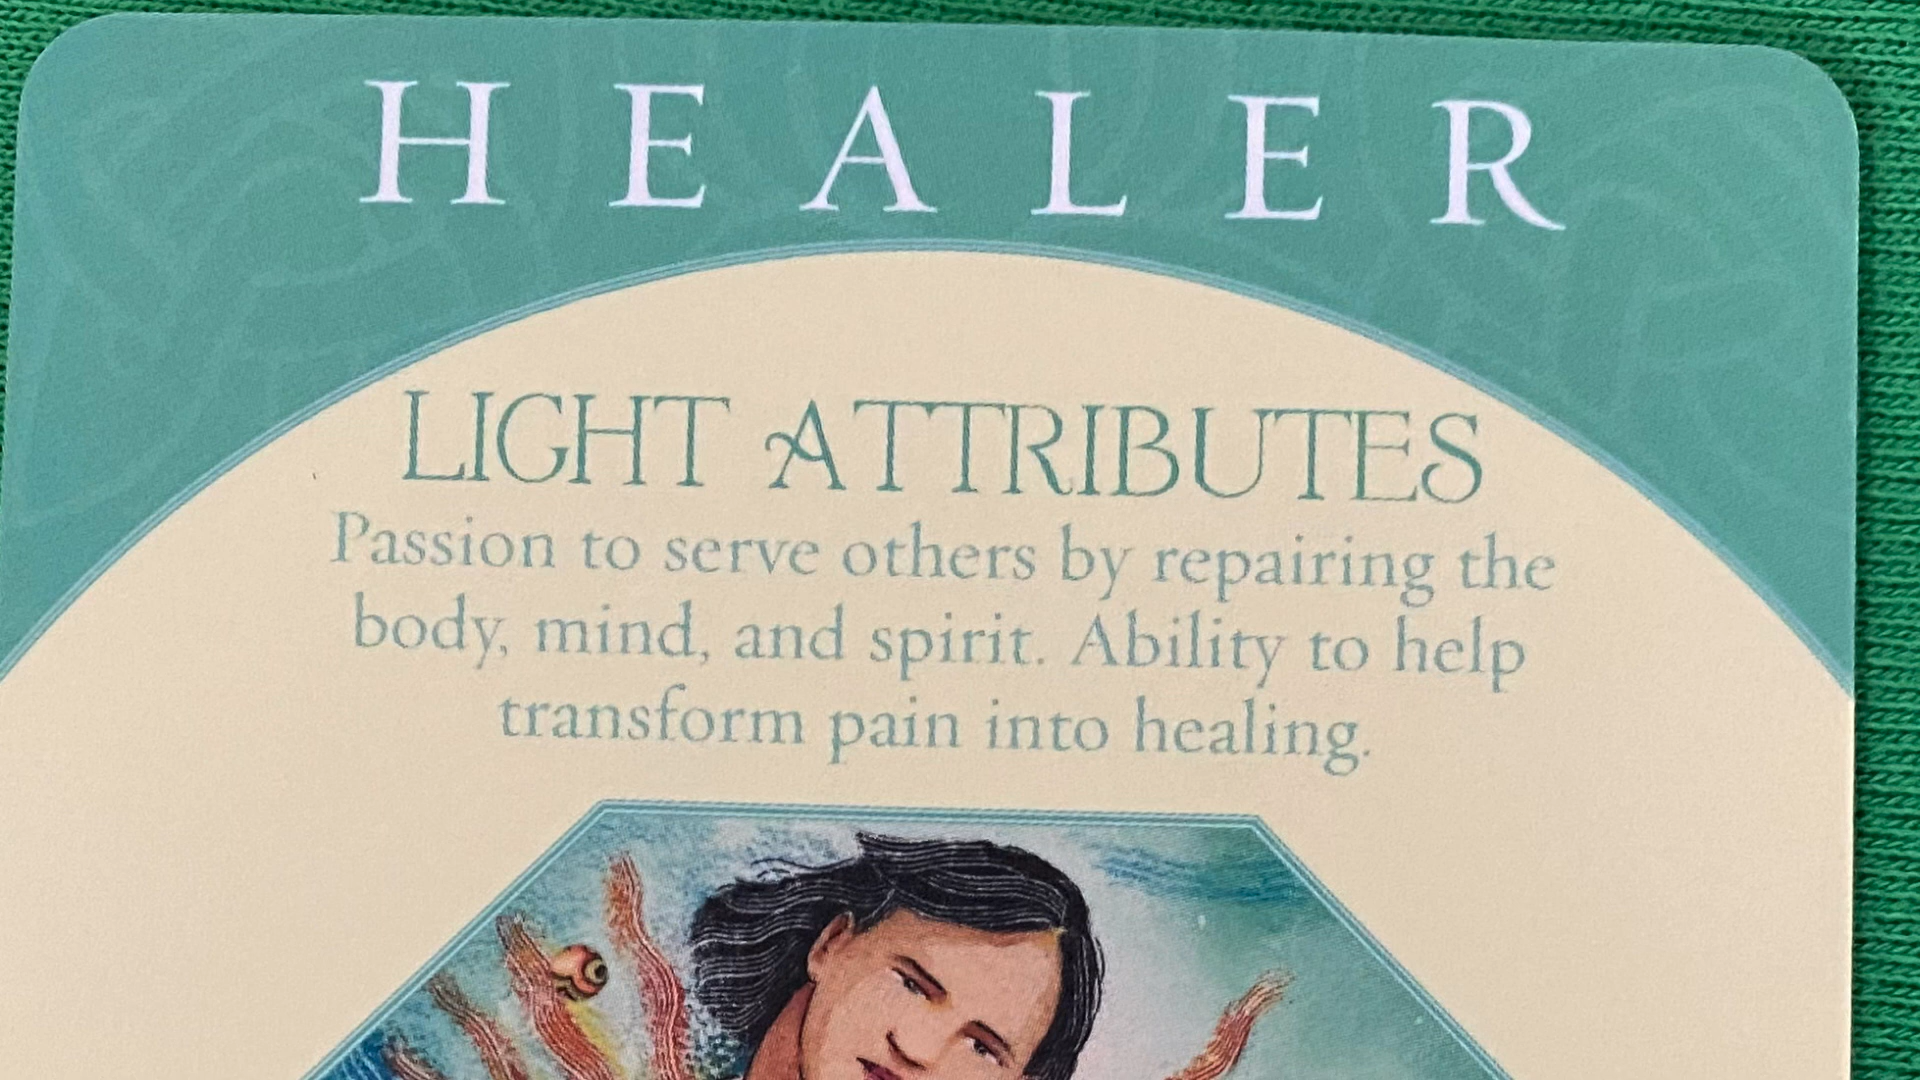 HEALER
LIGHT ATTRIBUTES
Passion to serve others by repairing the
body, mind, and spirit. Ability to help
transform pain into healing.